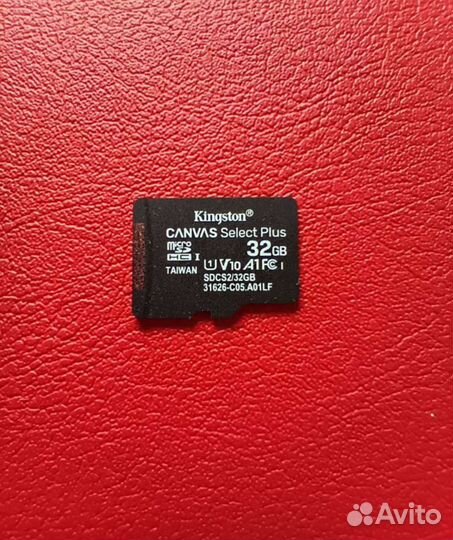 Kingston®
CANVAS Select Plus
micro SD HC I 32GB
TAIWAN U1 V10 A1 FC I
SDCS2/32GB
31626-C05.A01LF
Avito